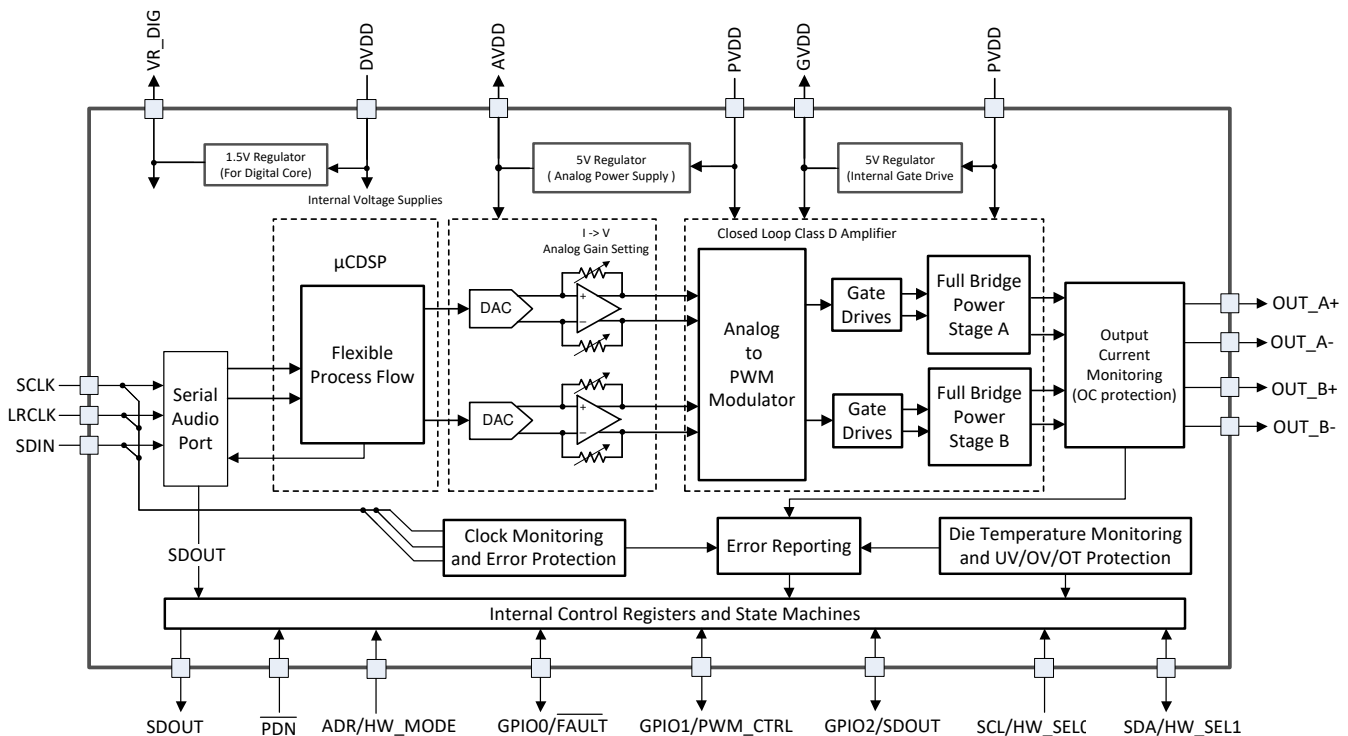 VR_DIG
DVDD
AVDD
PVDD
GVDD
PVDD
1.5V Regulator
(For Digital Core)
5V Regulator
( Analog Power Supply )
5V Regulator
(Internal Gate Drive
Internal Voltage Supplies
µCDSP
I -> V
Analog Gain Setting
Closed Loop Class D Amplifier
Flexible
Process Flow
DAC
+
−
DAC
+
−
Analog
to
PWM
Modulator
Gate
Drives
Gate
Drives
Full Bridge
Power
Stage A
Full Bridge
Power
Stage B
Output
Current
Monitoring
(OC protection)
OUT_A+
OUT_A-
OUT_B+
OUT_B-
SCLK
LRCLK
SDIN
Serial
Audio
Port
SDOUT
Clock Monitoring
and Error Protection
Error Reporting
Die Temperature Monitoring
and UV/OV/OT Protection
Internal Control Registers and State Machines
SDOUT
PDN
ADR/HW_MODE
GPIO0/FAULT
GPIO1/PWM_CTRL
GPIO2/SDOUT
SCL/HW_SEL
SDA/HW_SEL1